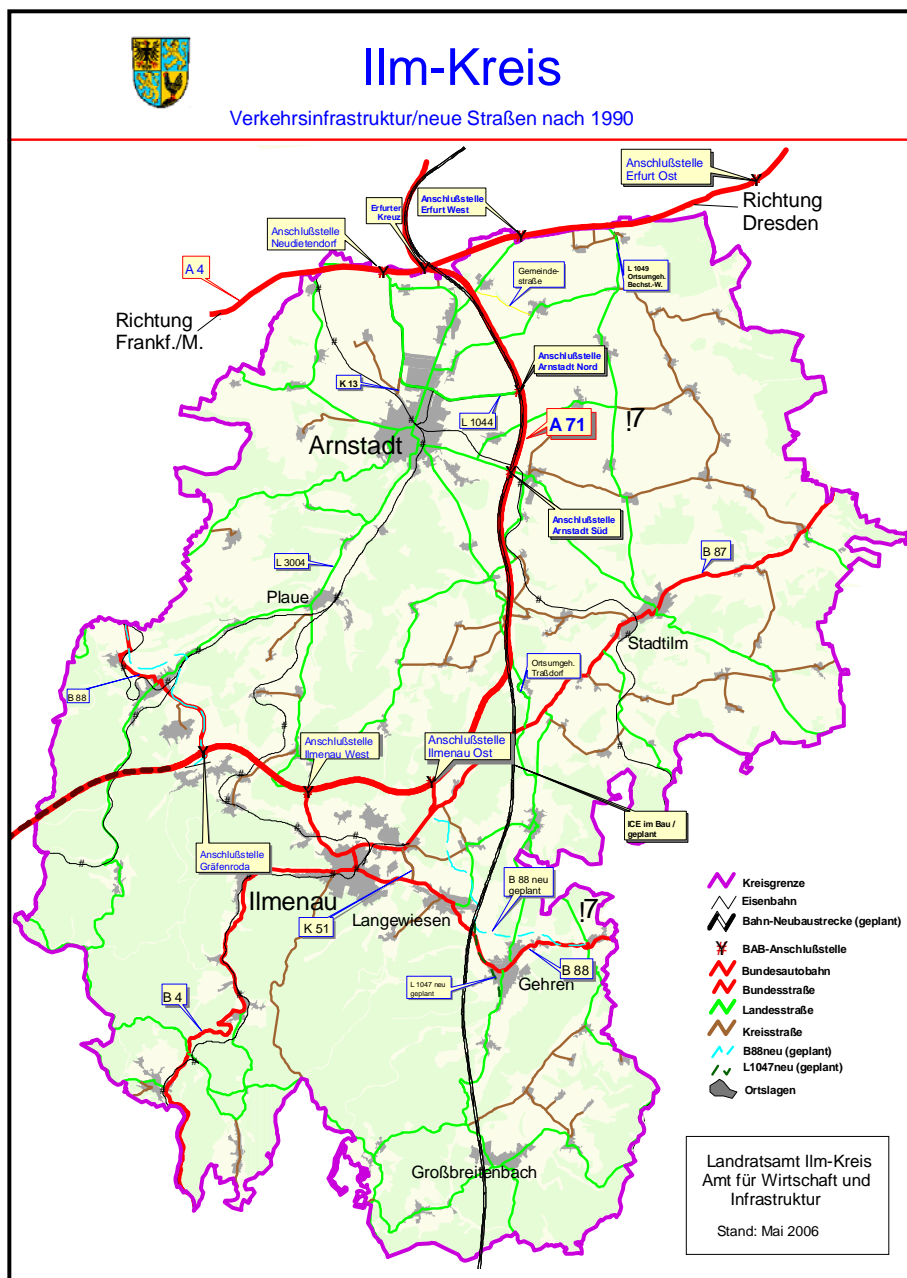 Ilm-Kreis
Verkehrsinfrastruktur/neue Straßen nach 1990
Anschlußstelle
Erfurt Ost
Richtung
Dresden
Anschlußstelle
Erfurt West
Erfurter
Kreuz
Anschlußstelle
Neudietendorf
A 4
Richtung
Frankf./M.
Gemeinde-
straße
L 1049
Ortsumgeh.
Bechst.-W.
K 13
Anschlußstelle
Arnstadt Nord
L 1044
A 71
!7
Arnstadt
Anschlußstelle
Arnstadt Süd
B 87
L 3004
Plaue
Stadtilm
Ortsumgeh.
Traßdorf
B 88
Anschlußstelle
Ilmenau West
Anschlußstelle
Ilmenau Ost
ICE im Bau /
geplant
Anschlußstelle
Gräfenroda
B 88 neu
geplant
Ilmenau
Langewiesen
K 51
!7
L 1047 neu
geplant
Gehren
B 88
B 4
Großbreitenbach
Kreisgrenze
Eisenbahn
Bahn-Neubaustrecke (geplant)
BAB-Anschlußstelle
Bundesautobahn
Bundesstraße
Landesstraße
Kreisstraße
B88neu (geplant)
L1047neu (geplant)
Ortslagen
Landratsamt Ilm-Kreis
Amt für Wirtschaft und
Infrastruktur
Stand: Mai 2006